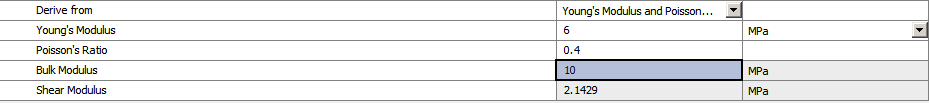 Derive from Young's Modulus and Poisson...
Young's Modulus 6 MPa
Poisson's Ratio 0.4
Bulk Modulus 10 MPa
Shear Modulus 2.1429 MPa